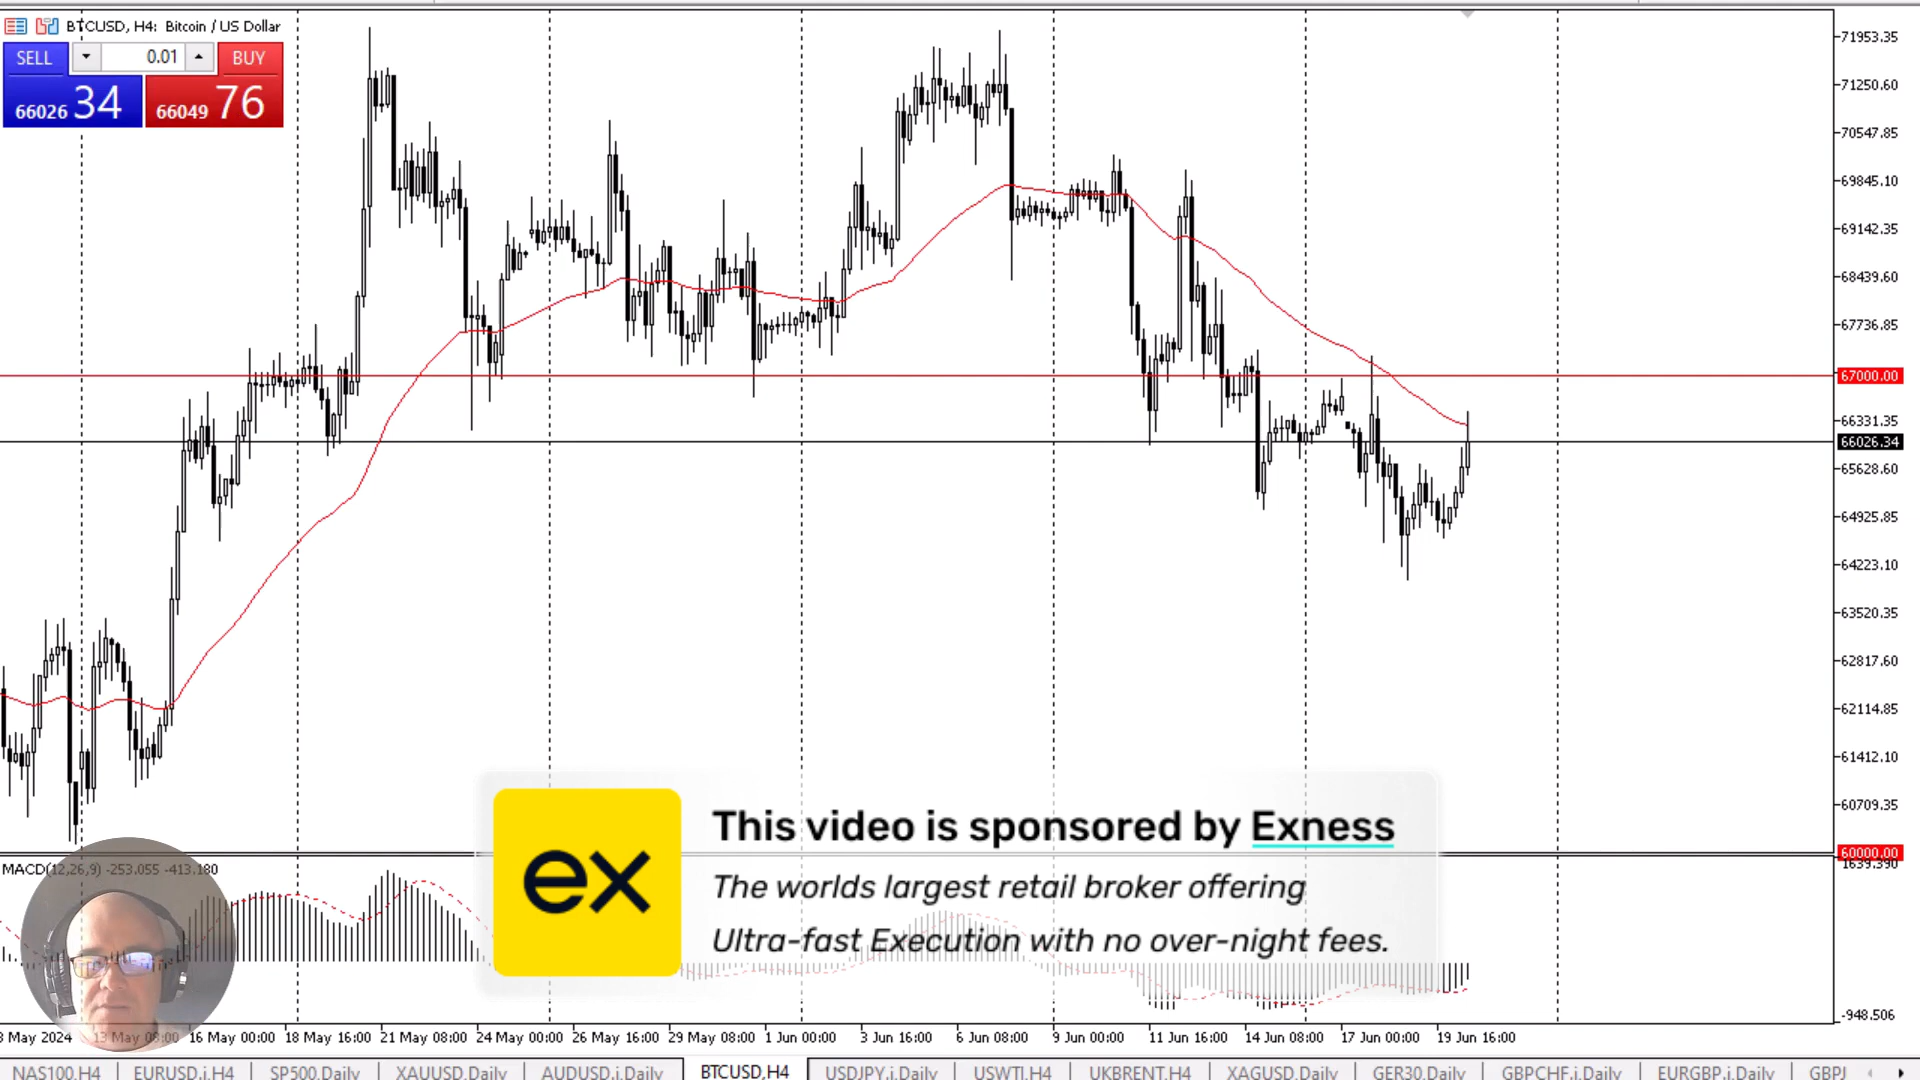 BTCUSD, H4: Bitcoin / US Dollar
SELL 0.01 BUY
66026 34 66049 76
71953.35
71250.60
70547.85
69845.10
69142.35
68439.60
67736.85
67000.00
66331.35
66026.34
65628.60
64925.85
64223.10
63520.35
62817.60
62114.85
61412.10
60709.35
60000.00
1639.390
This video is sponsored by Exness
ex
The worlds largest retail broker offering
Ultra-fast Execution with no over-night fees.
MACD(12,26,9) -253.055 -413.180
-948.506
May 2024 13 May 08:00 16 May 00:00 18 May 16:00 21 May 08:00 24 May 00:00 26 May 16:00 29 May 08:00 1 Jun 00:00 3 Jun 16:00 6 Jun 08:00 9 Jun 00:00 11 Jun 16:00 14 Jun 08:00 17 Jun 00:00 19 Jun 16:00
NAS100,H4 EURUSD.i,H4 SP500,Daily XAUUSD,Daily AUDUSD.i,Daily BTCUSD,H4 USDJPY.i,Daily USWTI,H4 UKBRENT,H4 XAGUSD,Daily GER30,Daily GBPCHF.i,Daily EURGBP.i,Daily GBPJ